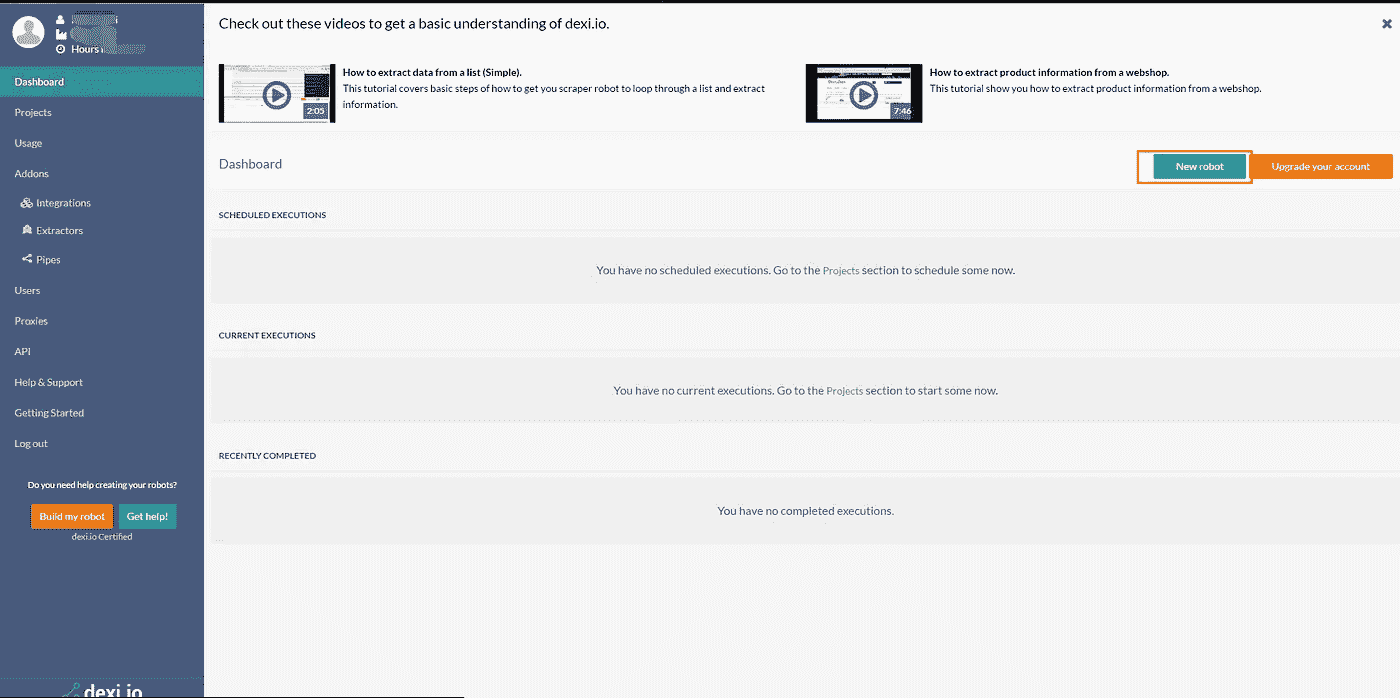 Hours
Dashboard
Projects
Usage
Addons
Integrations
Extractors
Pipes
Users
Proxies
API
Help & Support
Getting Started
Log out
Do you need help creating your robots?
Build my robot
Get help!
dexi.io Certified
dexi.io
Check out these videos to get a basic understanding of dexi.io.
2:05
How to extract data from a list (Simple).
This tutorial covers basic steps of how to get you scraper robot to loop through a list and extract
information.
7:46
How to extract product information from a webshop.
This tutorial show you how to extract product information from a webshop.
Dashboard
New robot
Upgrade your account
SCHEDULED EXECUTIONS
You have no scheduled executions. Go to the Projects section to schedule some now.
CURRENT EXECUTIONS
You have no current executions. Go to the Projects section to start some now.
RECENTLY COMPLETED
You have no completed executions.